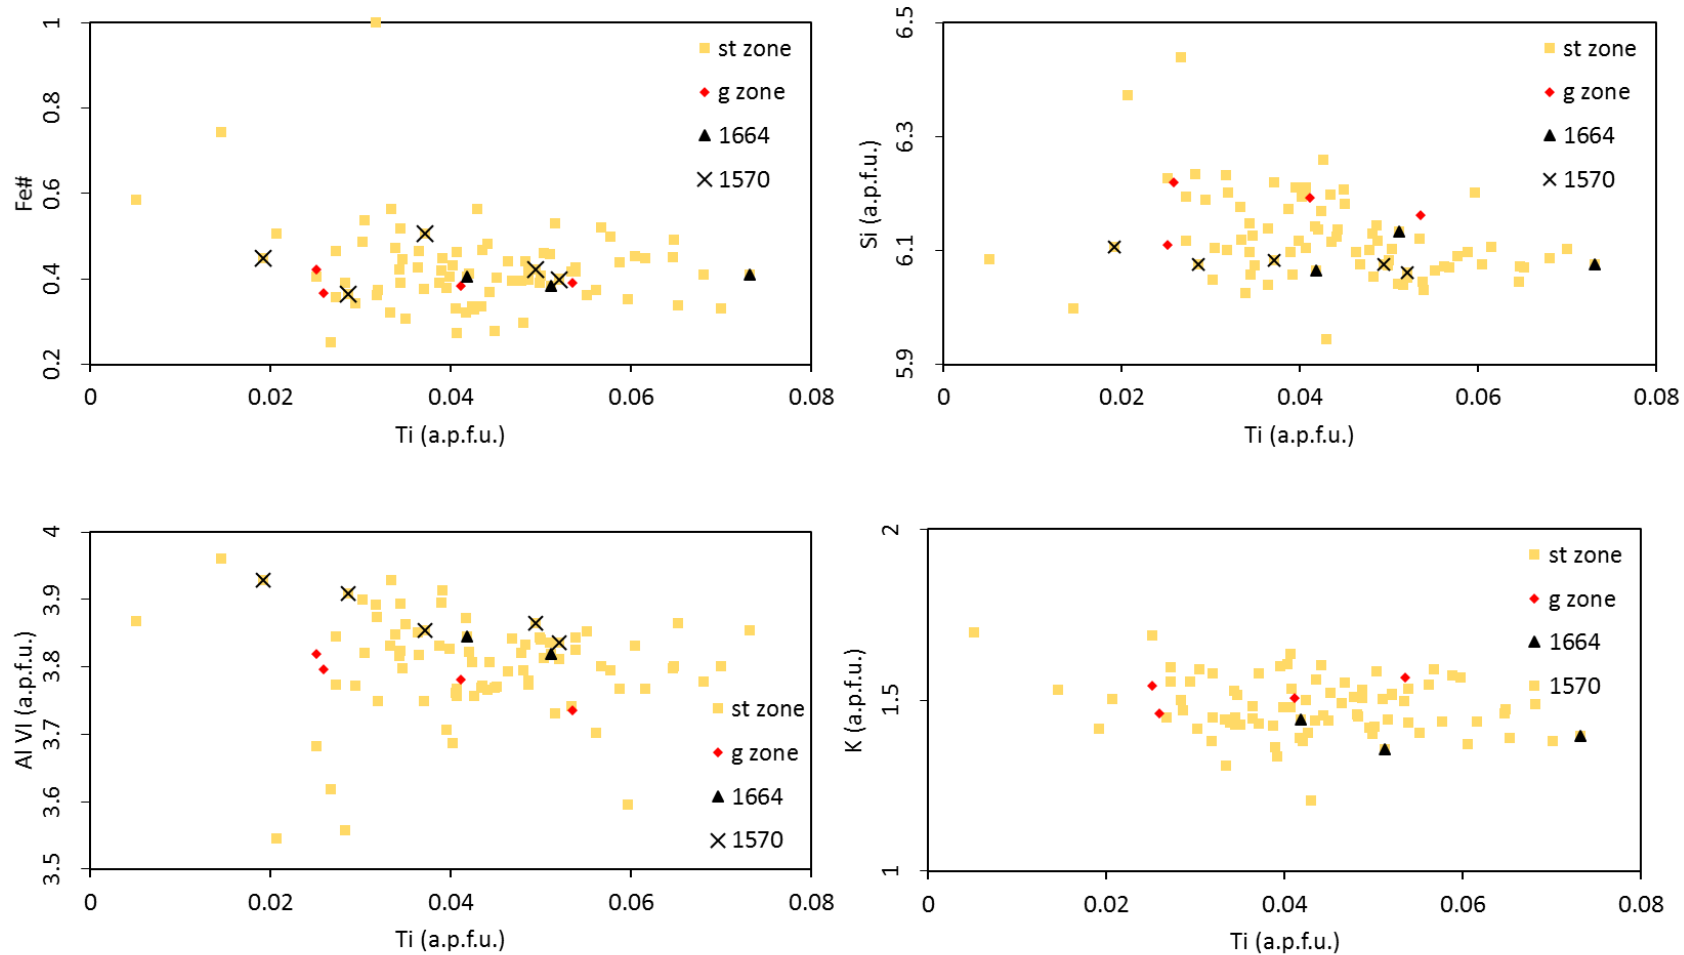 1
0.8
0.6
0.4
0.2
Fe#
0
0.02
0.04
0.06
0.08
Ti (a.p.f.u.)
st zone
g zone
1664
1570
6.5
6.3
6.1
5.9
Si (a.p.f.u.)
0
0.02
0.04
0.06
0.08
Ti (a.p.f.u.)
st zone
g zone
1664
1570
4
3.9
3.8
3.7
3.6
3.5
Al VI (a.p.f.u.)
0
0.02
0.04
0.06
0.08
Ti (a.p.f.u.)
st zone
g zone
1664
1570
2
1.5
1
K (a.p.f.u.)
0
0.02
0.04
0.06
0.08
Ti (a.p.f.u.)
st zone
g zone
1664
1570